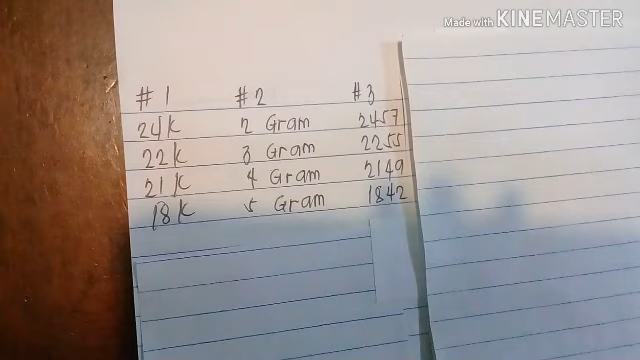 Made with KINEMASTER
#1 #2 #3
24K 2 Gram 2457
22K 3 Gram 2255
21K 4 Gram 2149
18K 5 Gram 1842